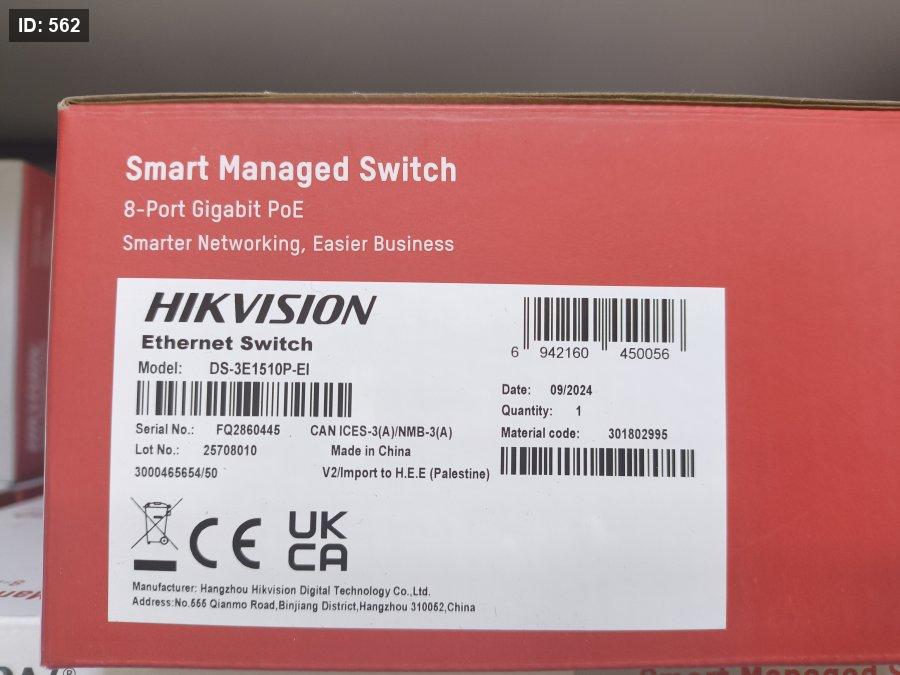 ID: 562
Smart Managed Switch
8-Port Gigabit PoE
Smarter Networking, Easier Business
HIKVISION
Ethernet Switch
Model: DS-3E1510P-EI
6 942160 450056
Date: 09/2024
Quantity: 1
Material code: 301802995
Serial No.: FQ2860445 CAN ICES-3(A)/NMB-3(A)
Lot No.: 25708010 Made in China
3000465654/50 V2/Import to H.E.E (Palestine)
CE
UK
CA
Manufacturer: Hangzhou Hikvision Digital Technology Co.,Ltd.
Address:No.555 Qianmo Road,Binjiang District,Hangzhou 310052,China
Smart Managed S